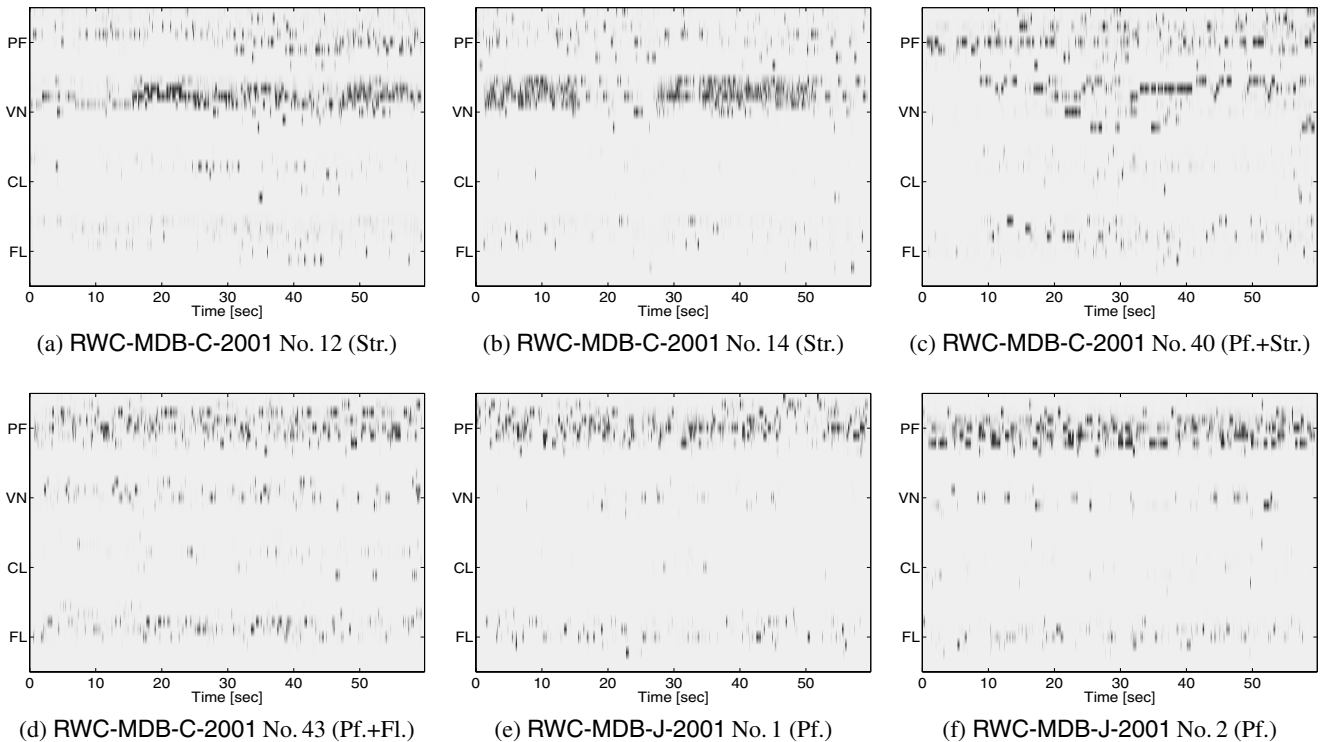 PF
VN
CL
FL
0 10 20 30 40 50
Time [sec]
(a) RWC-MDB-C-2001 No. 12 (Str.)
PF
VN
CL
FL
0 10 20 30 40 50
Time [sec]
(b) RWC-MDB-C-2001 No. 14 (Str.)
PF
VN
CL
FL
0 10 20 30 40 50
Time [sec]
(c) RWC-MDB-C-2001 No. 40 (Pf.+Str.)
PF
VN
CL
FL
0 10 20 30 40 50
Time [sec]
(d) RWC-MDB-C-2001 No. 43 (Pf.+Fl.)
PF
VN
CL
FL
0 10 20 30 40 50
Time [sec]
(e) RWC-MDB-J-2001 No. 1 (Pf.)
PF
VN
CL
FL
0 10 20 30 40 50
Time [sec]
(f) RWC-MDB-J-2001 No. 2 (Pf.)